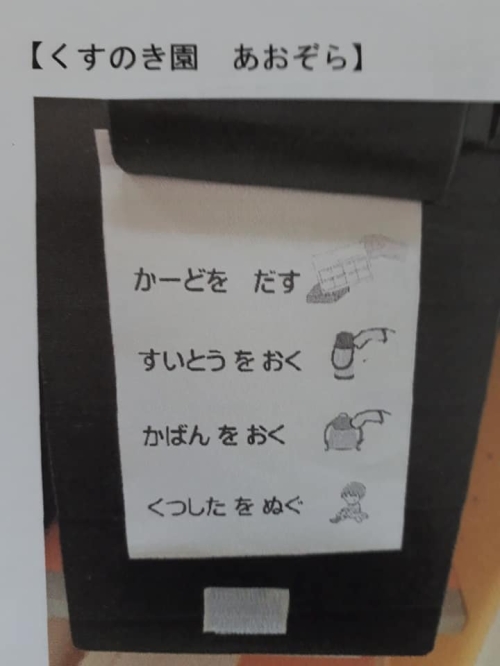 【くすのき園　あおぞら】
かーどを　だす
すいとう を おく
かばん を おく
くつした を ぬぐ